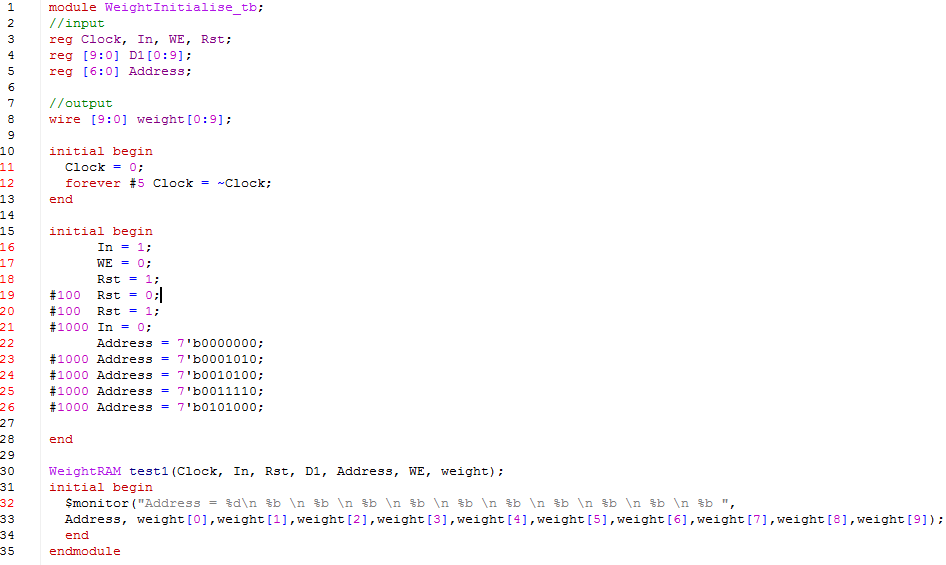 1 module WeightInitialise_tb;
2 //input
3 reg Clock, In, WE, Rst;
4 reg [9:0] D1[0:9];
5 reg [6:0] Address;
6
7 //output
8 wire [9:0] weight[0:9];
9
10 initial begin
11 Clock = 0;
12 forever #5 Clock = ~Clock;
13 end
14
15 initial begin
16 In = 1;
17 WE = 0;
18 Rst = 1;
19 #100 Rst = 0;
20 #100 Rst = 1;
21 #1000 In = 0;
22 Address = 7'b0000000;
23 #1000 Address = 7'b0001010;
24 #1000 Address = 7'b0010100;
25 #1000 Address = 7'b0011110;
26 #1000 Address = 7'b0101000;
27
28 end
29
30 WeightRAM test1(Clock, In, Rst, D1, Address, WE, weight);
31 initial begin
32 $monitor("Address = %d\n %b \n %b \n %b \n %b \n %b \n %b \n %b \n %b \n %b \n %b ",
33 Address, weight[0],weight[1],weight[2],weight[3],weight[4],weight[5],weight[6],weight[7],weight[8],weight[9]);
34 end
35 endmodule